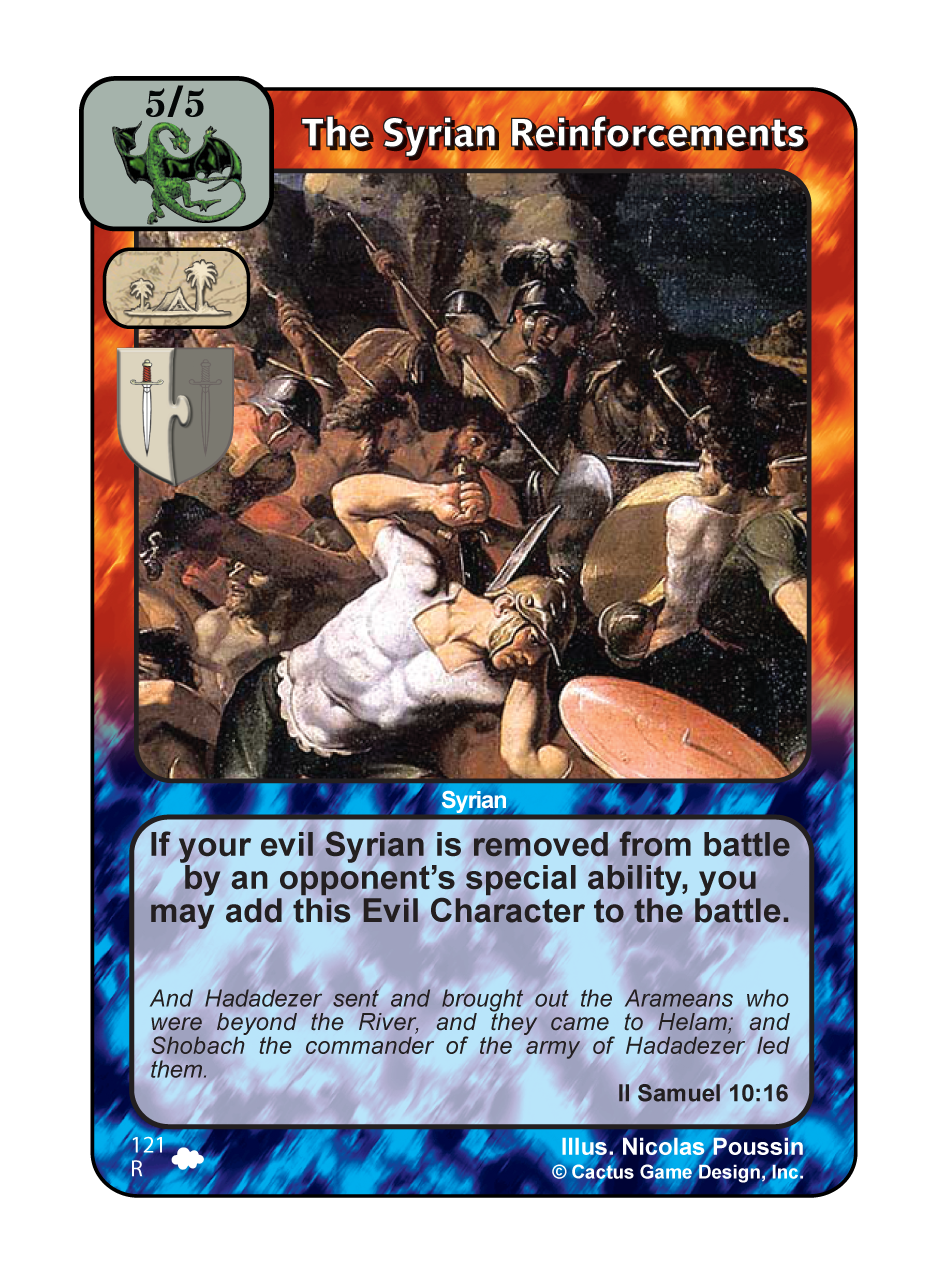 5/5
The Syrian Reinforcements
Syrian
If your evil Syrian is removed from battle
by an opponent’s special ability, you
may add this Evil Character to the battle.
And Hadadezer sent and brought out the Arameans who
were beyond the River, and they came to Helam; and
Shobach the commander of the army of Hadadezer led
them.
II Samuel 10:16
121
R
Illus. Nicolas Poussin
© Cactus Game Design, Inc.